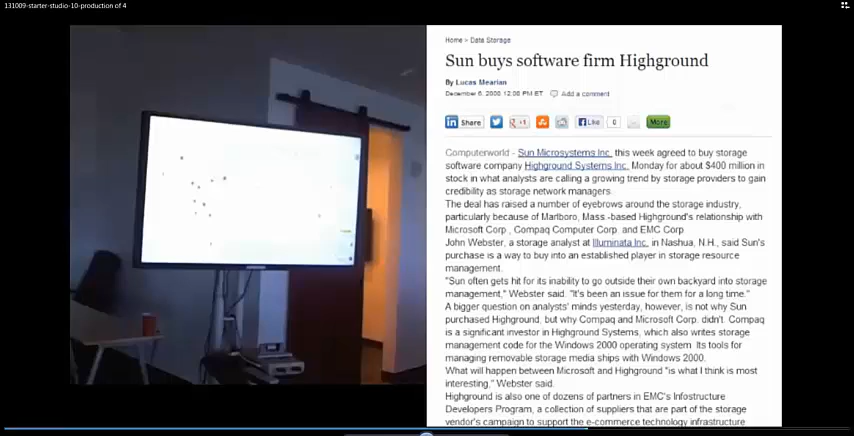 131009-starter-studio-10-production of 4
Home > Data Storage
Sun buys software firm Highground
By Lucas Mearian
December 6, 2000 12:00 PM ET Add a comment
Share +1 Like 0 More
Computerworld - Sun Microsystems Inc. this week agreed to buy storage
software company Highground Systems Inc. Monday for about $400 million in
stock in what analysts are calling a growing trend by storage providers to gain
credibility as storage network managers.
The deal has raised a number of eyebrows around the storage industry,
particularly because of Marlboro, Mass.-based Highground's relationship with
Microsoft Corp., Compaq Computer Corp. and EMC Corp.
John Webster, a storage analyst at Illuminata Inc. in Nashua, N.H., said Sun's
purchase is a way to buy into an established player in storage resource
management.
"Sun often gets hit for its inability to go outside their own backyard into storage
management," Webster said. "It's been an issue for them for a long time."
A bigger question on analysts' minds yesterday, however, is not why Sun
purchased Highground, but why Compaq and Microsoft Corp. didn't. Compaq
is a significant investor in Highground Systems, which also writes storage
management code for the Windows 2000 operating system. Its tools for
managing removable storage media ships with Windows 2000.
What will happen between Microsoft and Highground "is what I think is most
interesting," Webster said.
Highground is also one of dozens of partners in EMC's Infostructure
Developers Program, a collection of suppliers that are part of the storage
vendor's campaign to support the e-commerce technology infrastructure